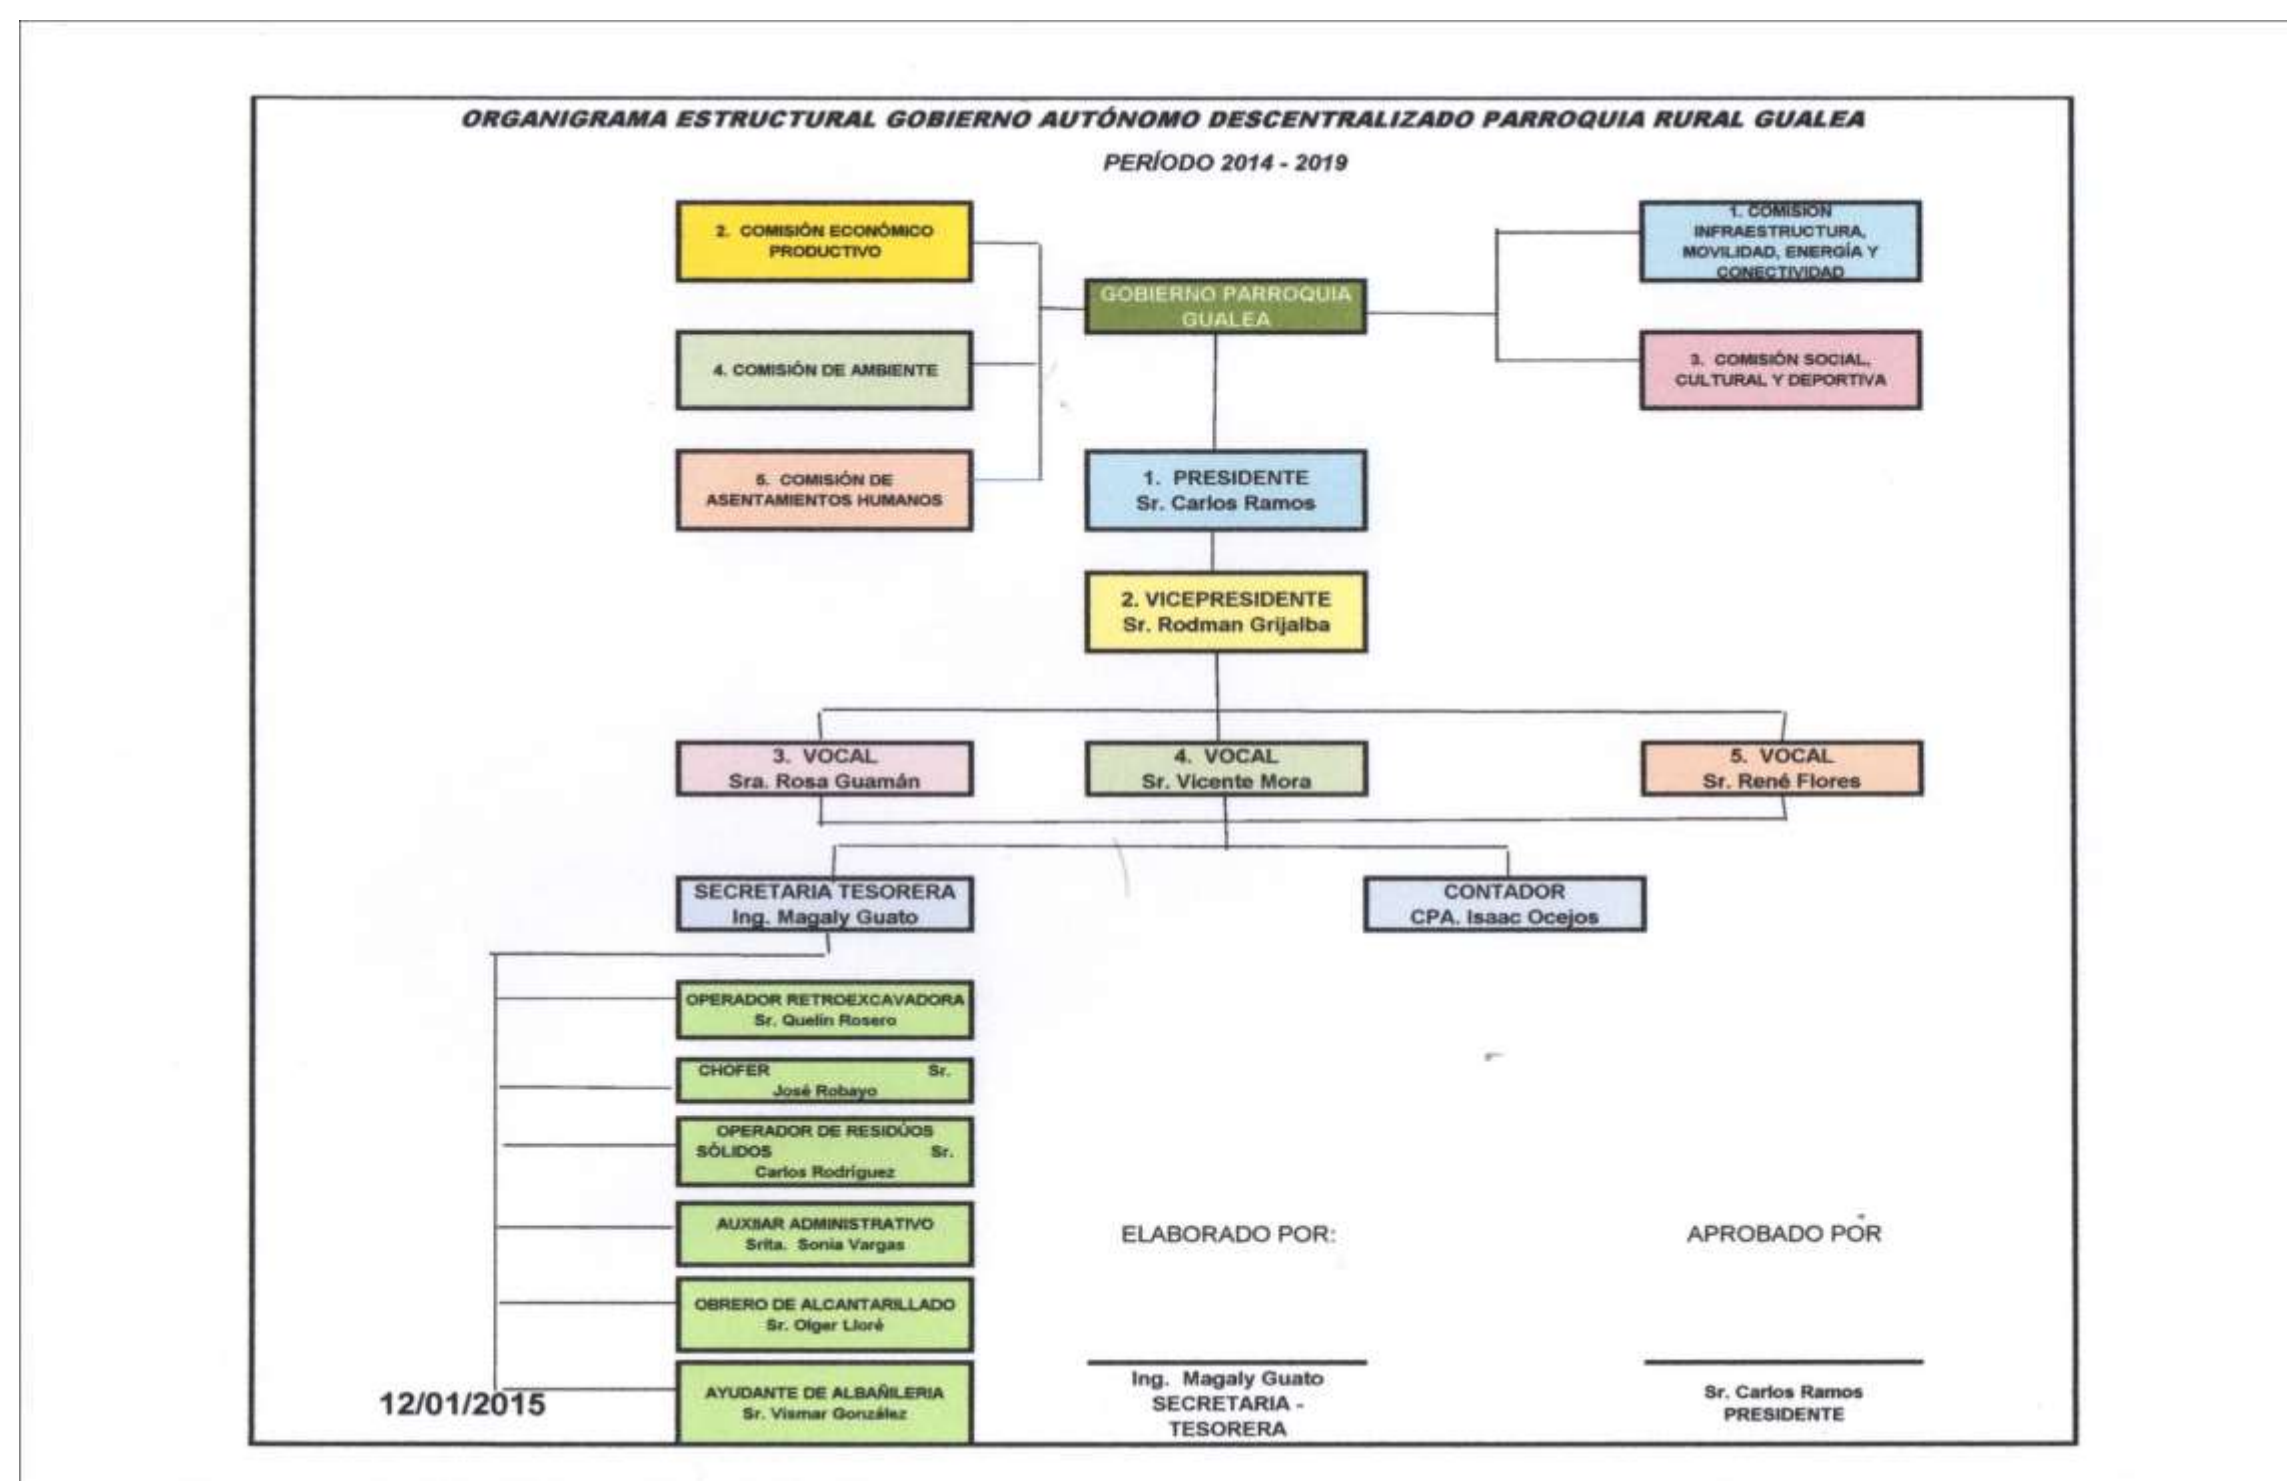 ORGANIGRAMA ESTRUCTURAL GOBIERNO AUTÓNOMO DESCENTRALIZADO PARROQUIA RURAL GUALEA
PERÍODO 2014 - 2019
2. COMISIÓN ECONÓMICO
PRODUCTIVO
1. COMISIÓN
INFRAESTRUCTURA,
MOVILIDAD, ENERGÍA Y
CONECTIVIDAD
GOBIERNO PARROQUIA
GUALEA
4. COMISIÓN DE AMBIENTE
3. COMISIÓN SOCIAL,
CULTURAL Y DEPORTIVA
5. COMISIÓN DE
ASENTAMIENTOS HUMANOS
1. PRESIDENTE
Sr. Carlos Ramos
2. VICEPRESIDENTE
Sr. Rodman Grijalba
3. VOCAL
Sra. Rosa Guamán
4. VOCAL
Sr. Vicente Mora
5. VOCAL
Sr. René Flores
SECRETARIA TESORERA
Ing. Magaly Guato
CONTADOR
CPA. Isaac Ocejos
OPERADOR RETROEXCAVADORA
Sr. Quelin Rosero
CHOFER Sr.
José Robayo
OPERADOR DE RESIDÚOS
SÓLIDOS Sr.
Carlos Rodríguez
AUXIIAR ADMINISTRATIVO
Srita. Sonia Vargas
OBRERO DE ALCANTARILLADO
Sr. Olger Lloré
AYUDANTE DE ALBAÑILERIA
Sr. Vismar González
12/01/2015
ELABORADO POR:
Ing. Magaly Guato
SECRETARIA -
TESORERA
APROBADO POR
Sr. Carlos Ramos
PRESIDENTE